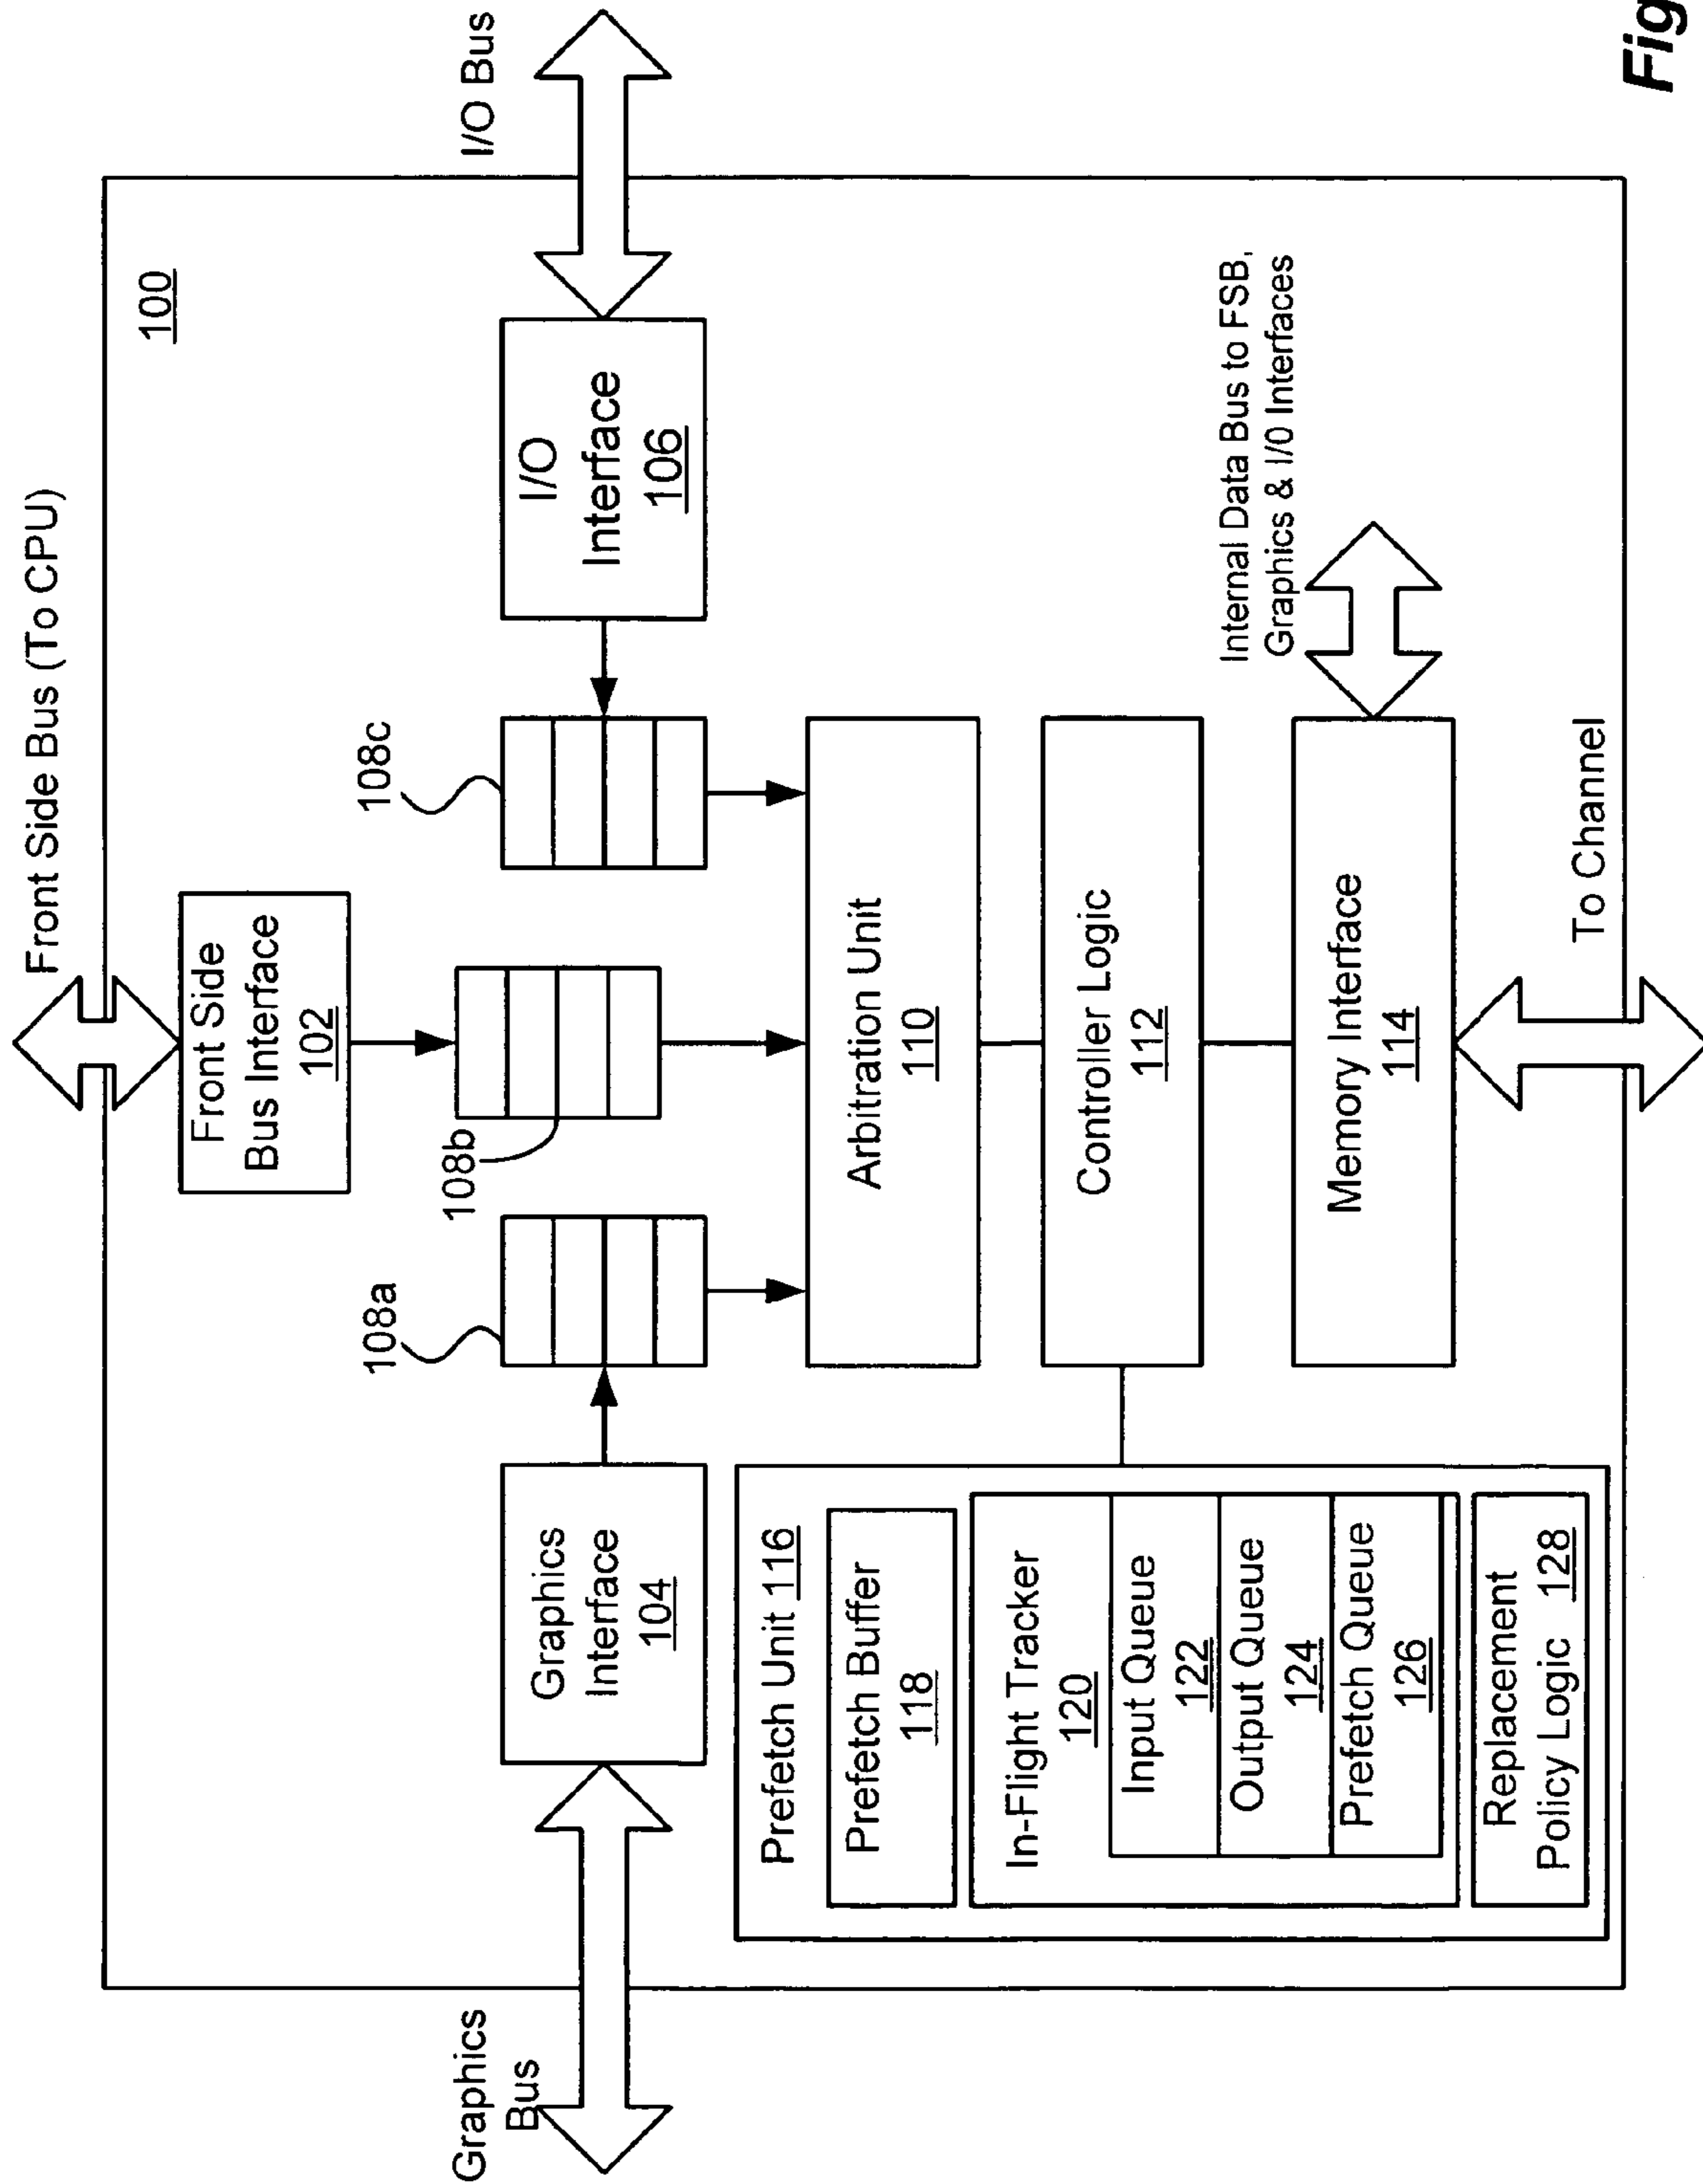 Front Side Bus (To CPU)
100
Front Side
Bus Interface
102
Graphics
Bus
I/O Bus
Graphics
Interface
104
108a
108b
108c
I/O
Interface
106
Arbitration Unit
110
Controller Logic
112
Memory Interface
114
Prefetch Unit 116
Prefetch Buffer
118
In-Flight Tracker
120
Input Queue
122
Output Queue
124
Prefetch Queue
126
Replacement
Policy Logic 128
Internal Data Bus to FSB,
Graphics & I/0 Interfaces
To Channel
Fig